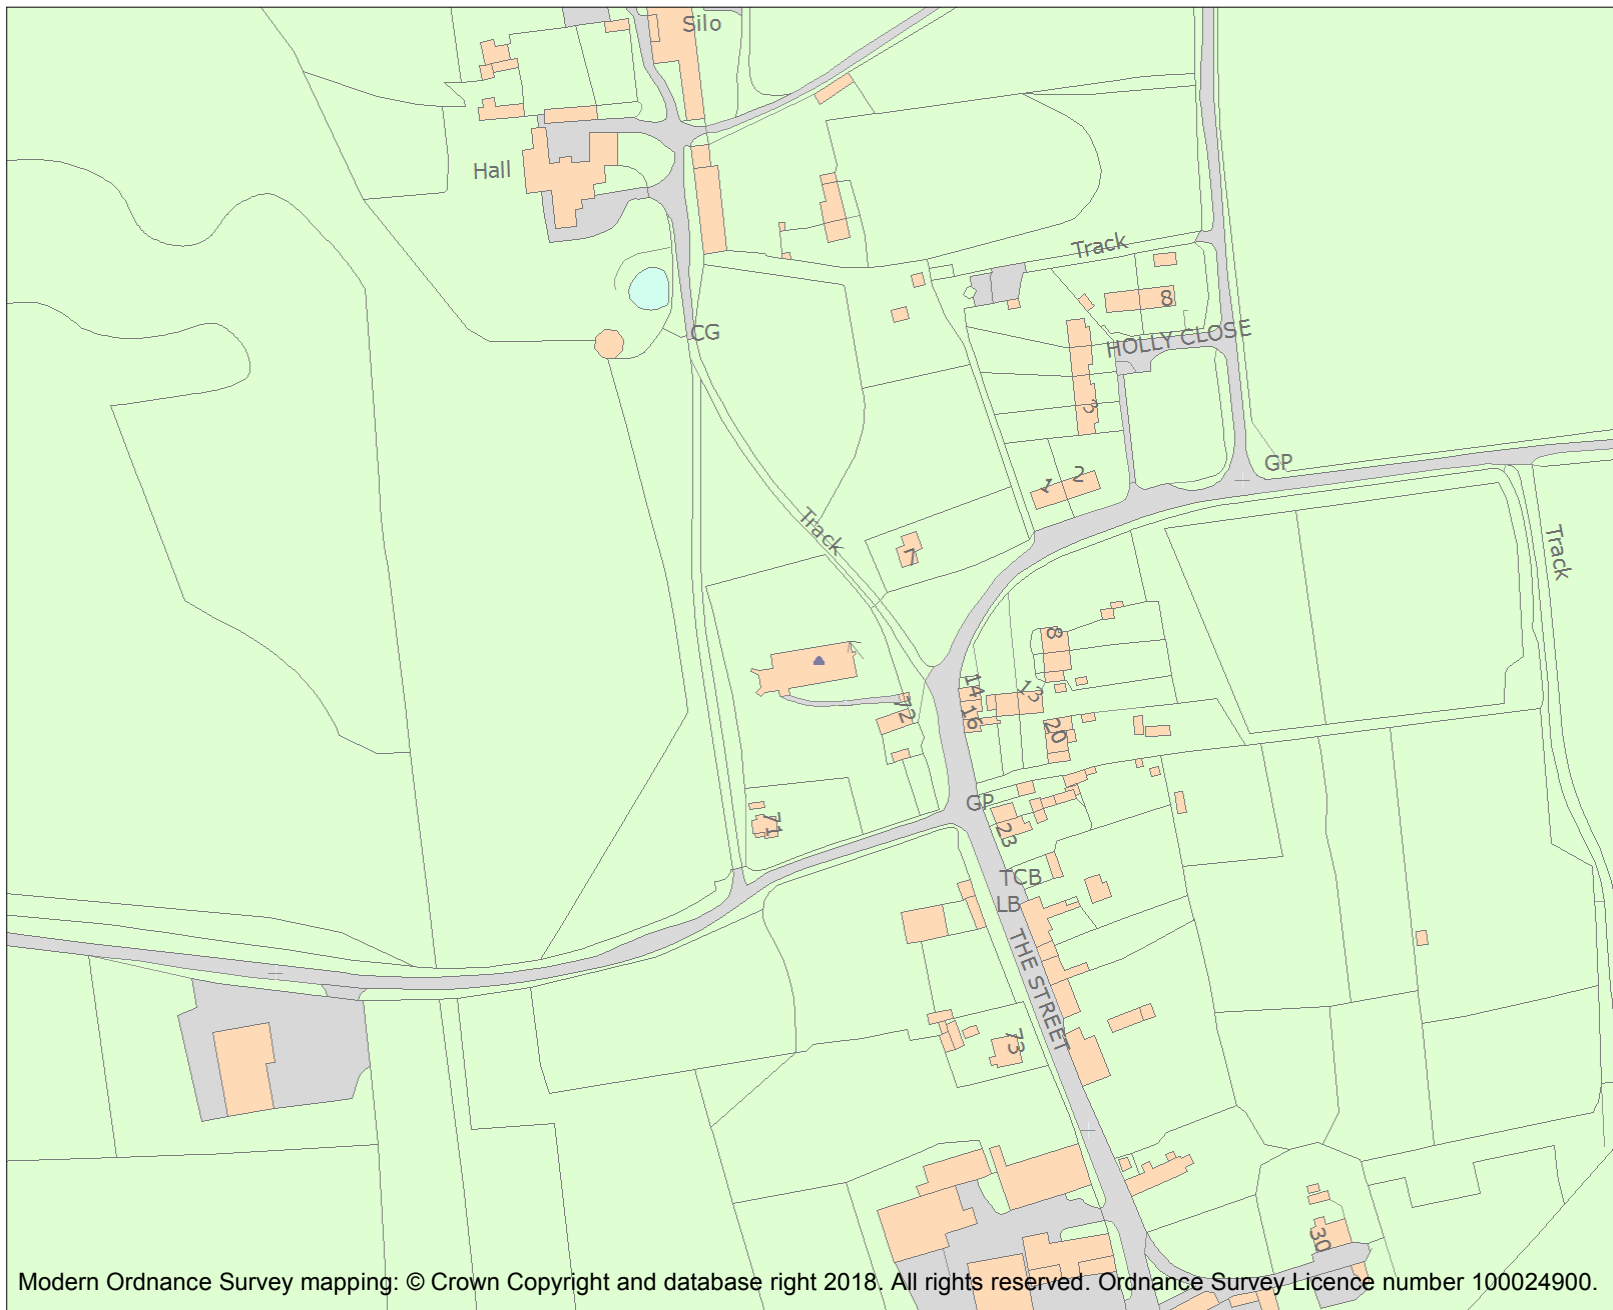 Silo
Hall
Track
8
HOLLY CLOSE
CG
3
GP
2
1
Track
Track
7
8
14
13
72
16
20
GP
71
23
TCB
LB
THE STREET
73
30
Modern Ordnance Survey mapping: © Crown Copyright and database right 2018. All rights reserved. Ordnance Survey Licence number 100024900.